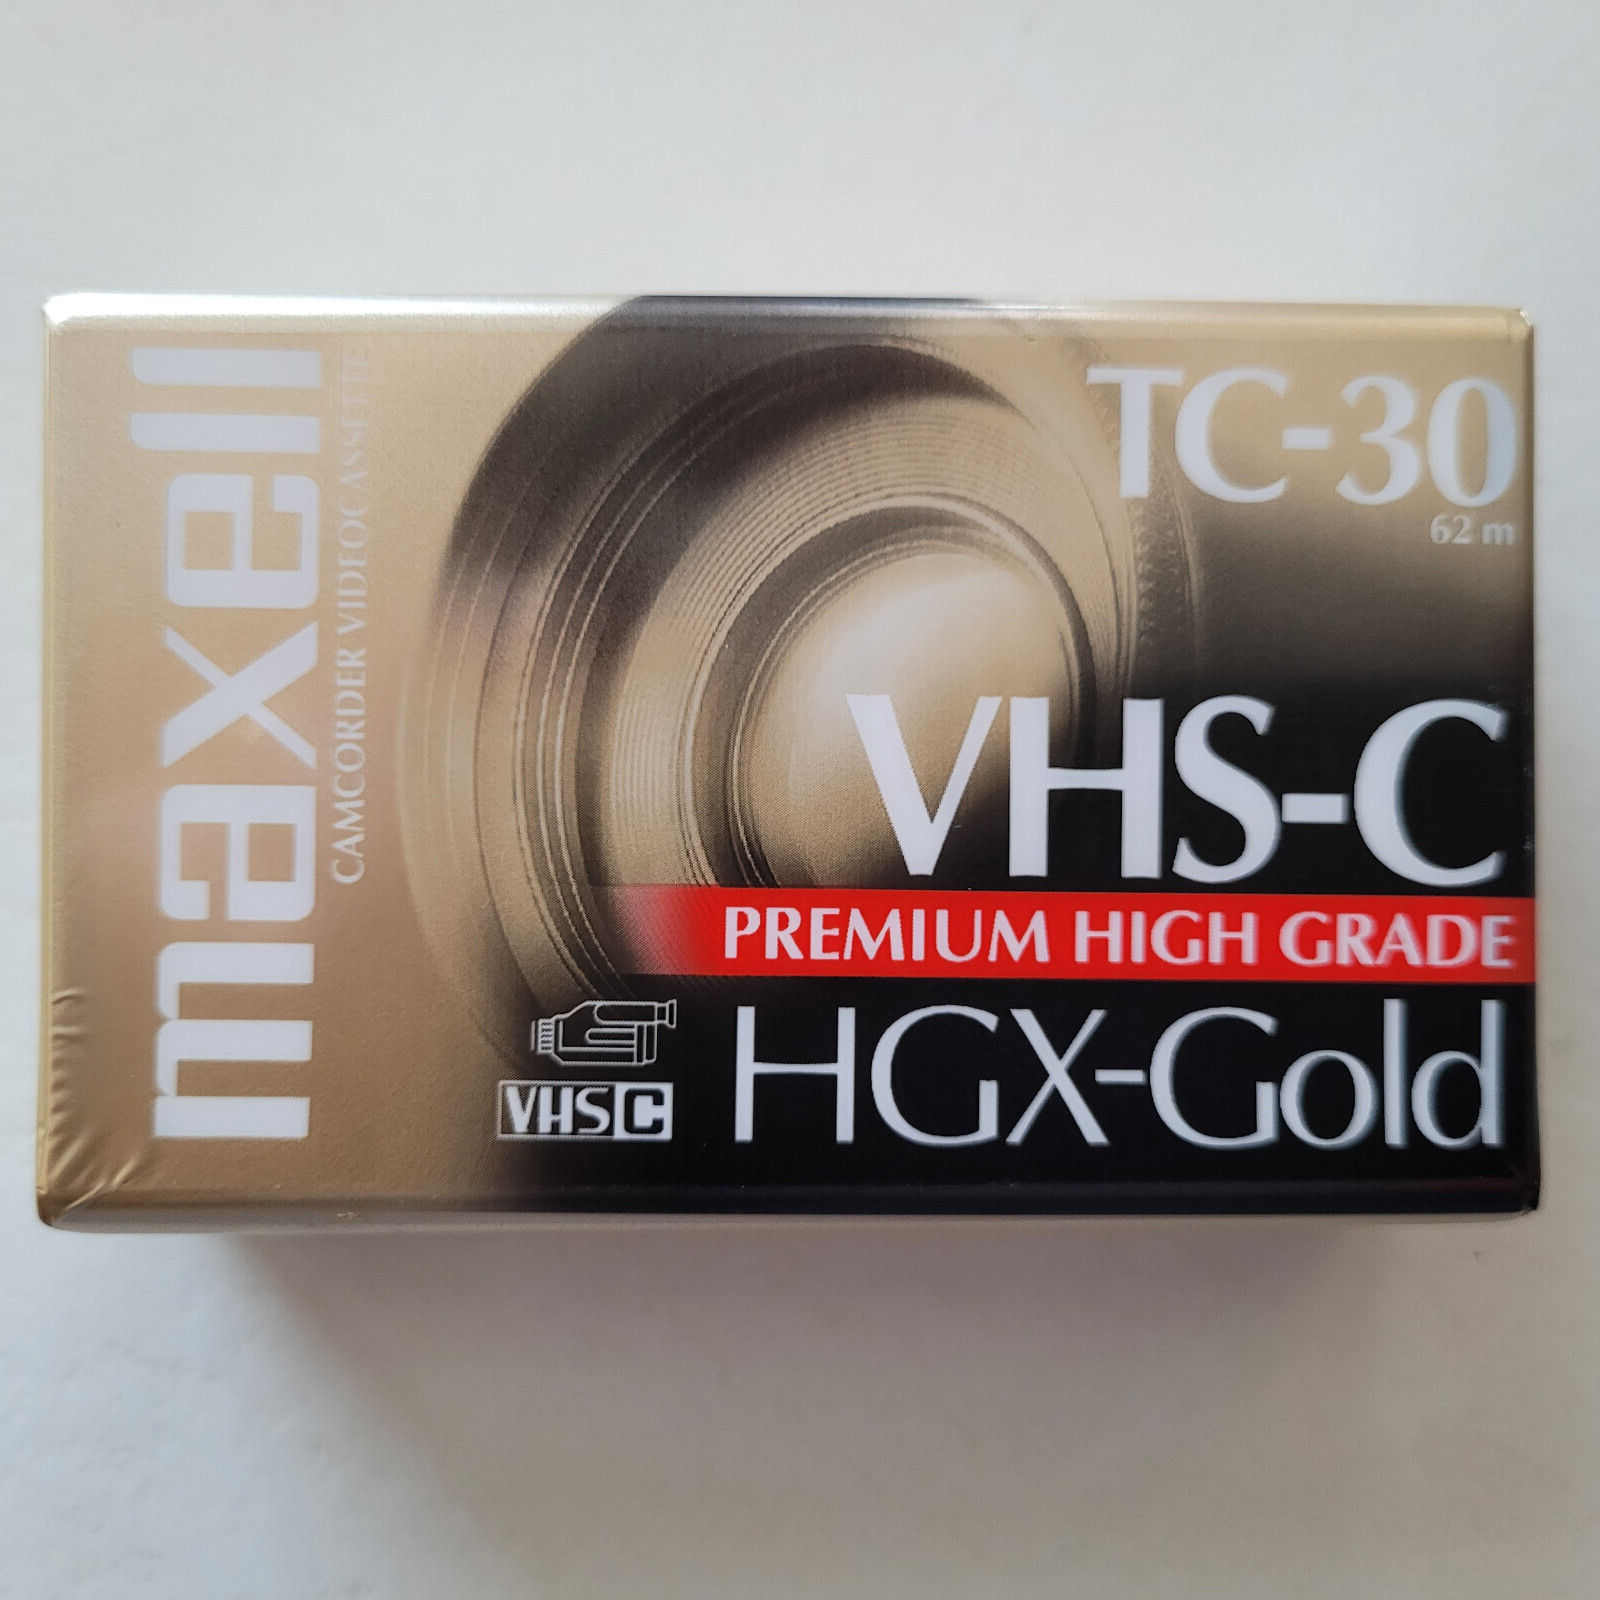 maxell
CAMCORDER VIDEOCASSETTE
TC-30
62 m
VHS-C
PREMIUM HIGH GRADE
HGX-Gold
VHS C